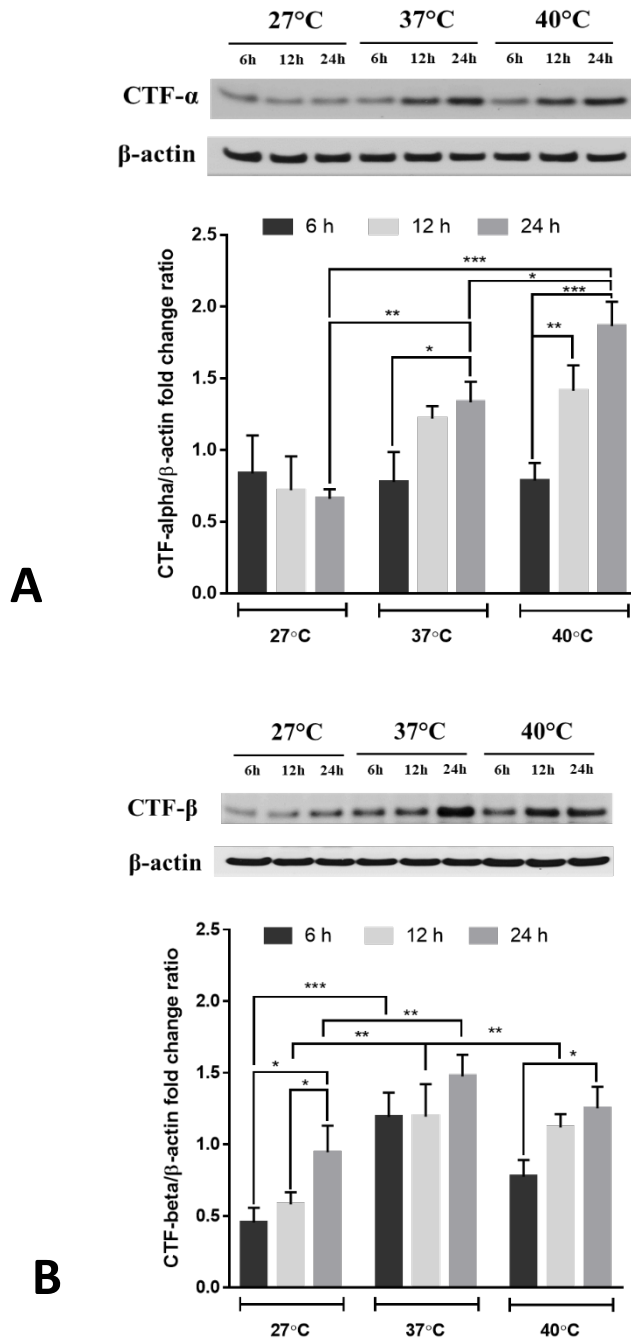 27°C 37°C 40°C
6h 12h 24h 6h 12h 24h 6h 12h 24h
CTF-α
β-actin
6 h 12 h 24 h
CTF-alpha/β-actin fold change ratio
2.5
2.0
1.5
1.0
0.5
0.0
***
*
***
**
**
*
27°C 37°C 40°C
A
27°C 37°C 40°C
6h 12h 24h 6h 12h 24h 6h 12h 24h
CTF-β
β-actin
6 h 12 h 24 h
CTF-beta/β-actin fold change ratio
2.5
2.0
1.5
1.0
0.5
0.0
***
**
** **
* *
*
27°C 37°C 40°C
B